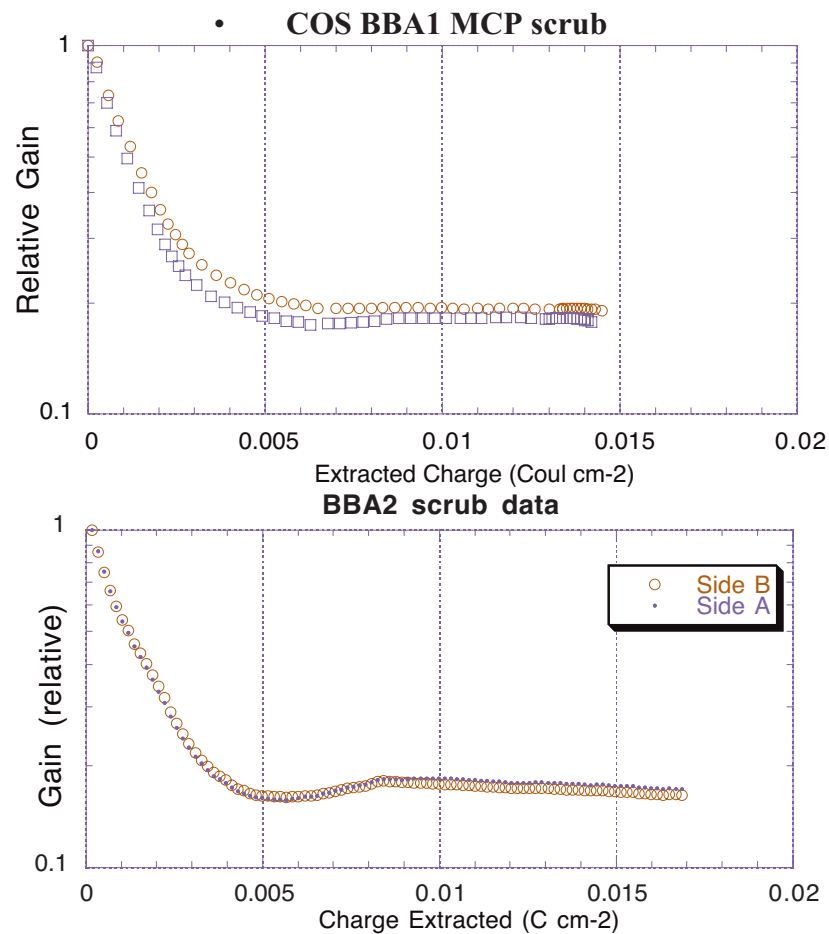 • COS BBA1 MCP scrub
1
Relative Gain
0.1
0 0.005 0.01 0.015 0.02
Extracted Charge (Coul cm-2)
BBA2 scrub data
1
Side B
Side A
Gain (relative)
0.1
0 0.005 0.01 0.015 0.02
Charge Extracted (C cm-2)